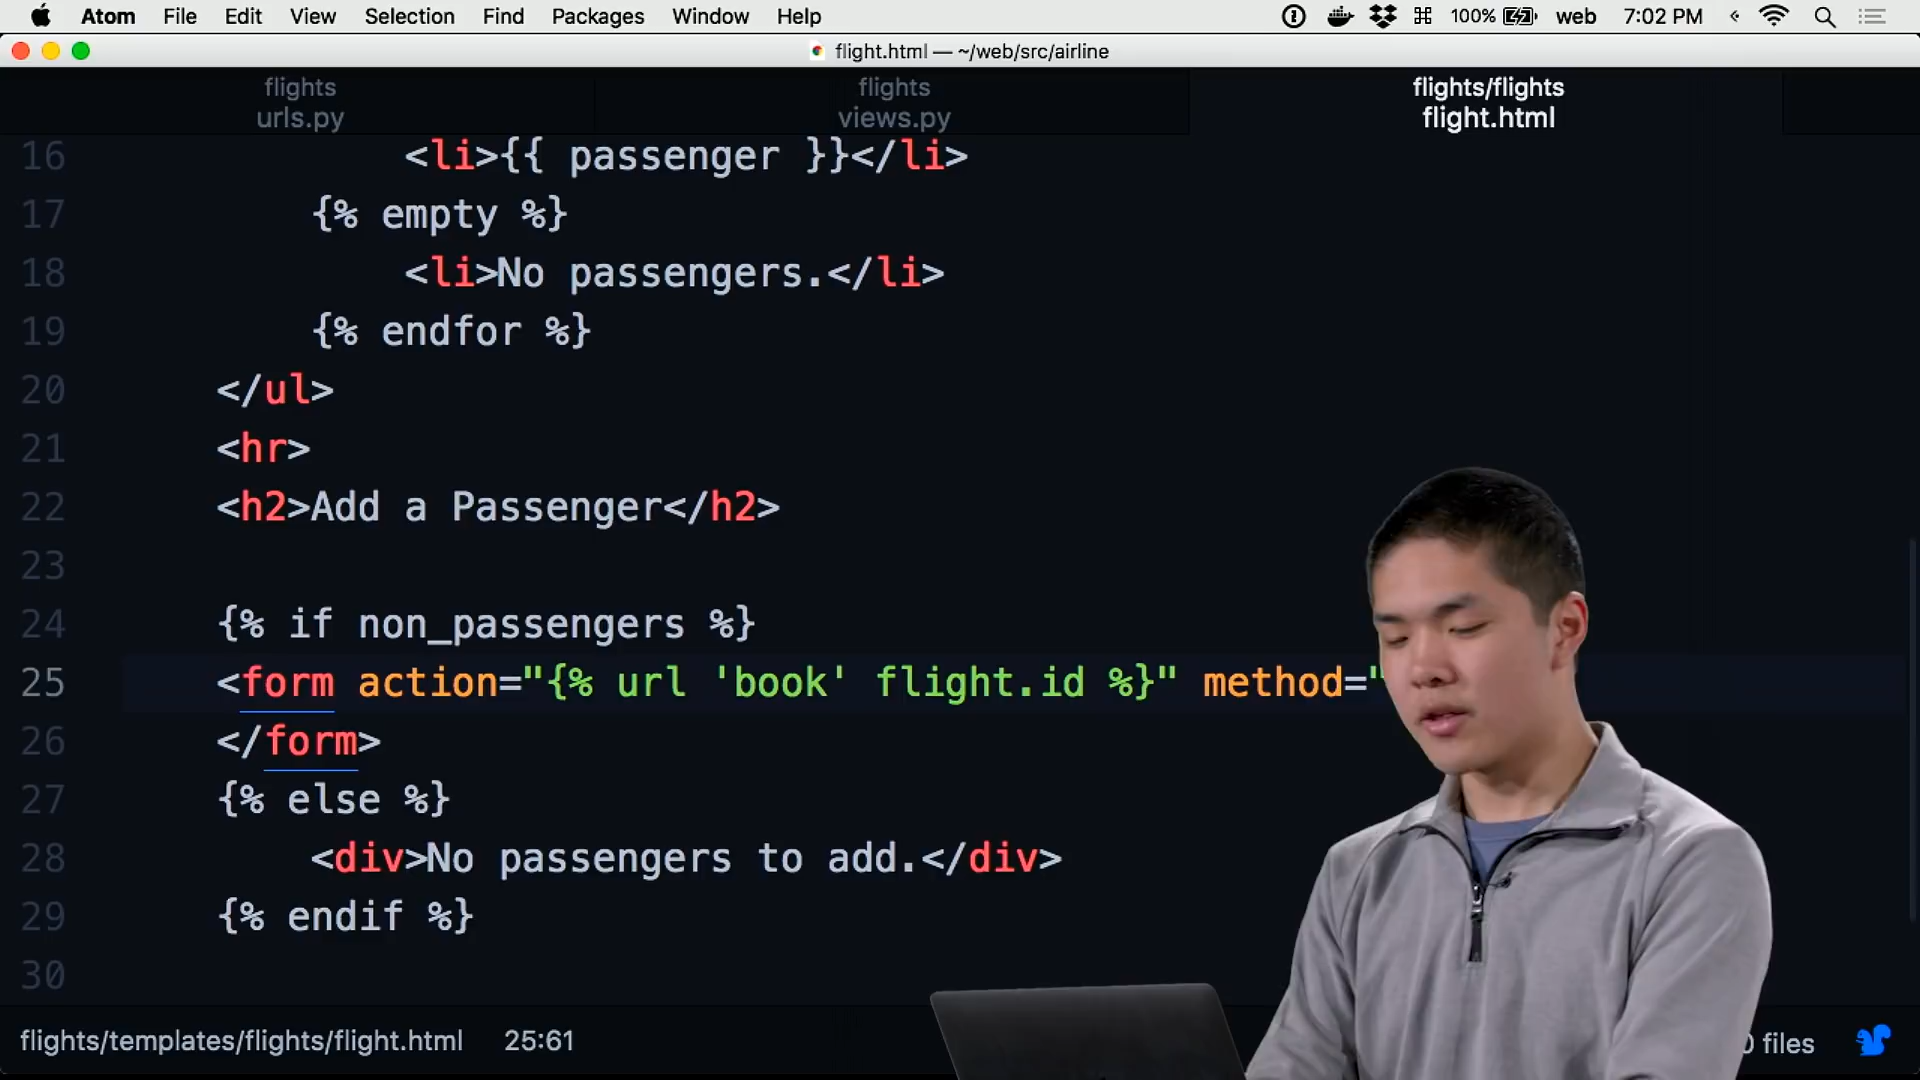 Atom File Edit View Selection Find Packages Window Help 100% web 7:02 PM
flight.html — ~/web/src/airline
flights flights flights/flights
urls.py views.py flight.html
16 <li>{{ passenger }}</li>
17 {% empty %}
18 <li>No passengers.</li>
19 {% endfor %}
20 </ul>
21 <hr>
22 <h2>Add a Passenger</h2>
23
24 {% if non_passengers %}
25 <form action="{% url 'book' flight.id %}" method="
26 </form>
27 {% else %}
28 <div>No passengers to add.</div>
29 {% endif %}
30
flights/templates/flights/flight.html 25:61 0 files